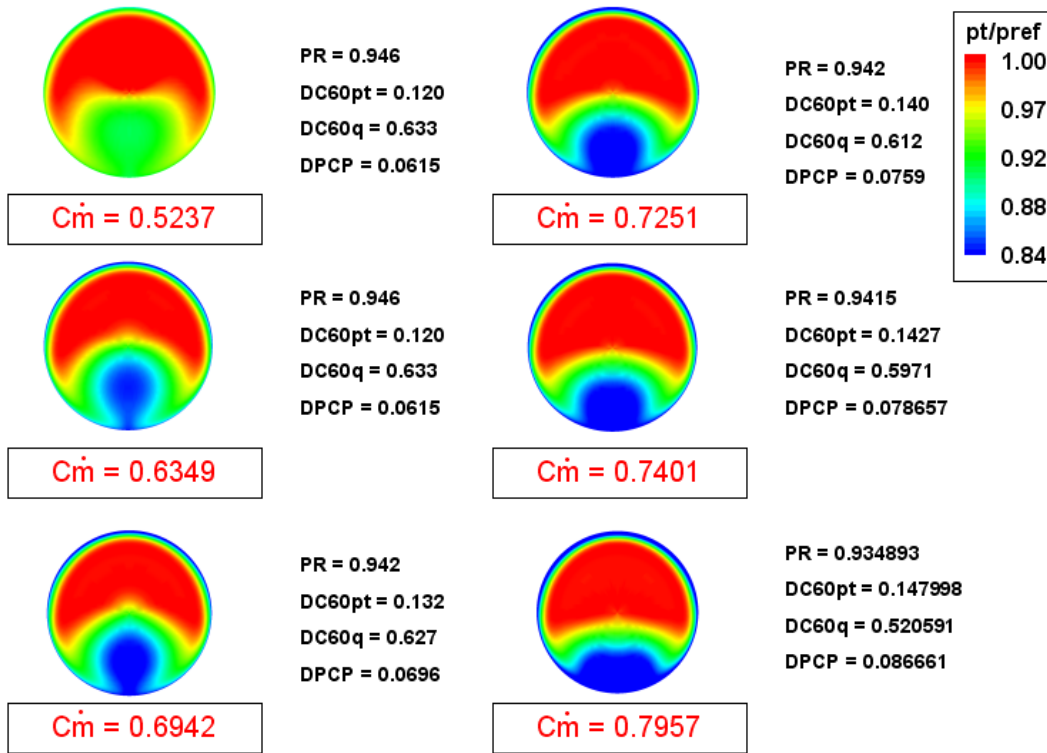 PR = 0.946
DC60pt = 0.120
DC60q = 0.633
DPCP = 0.0615
Cṁ = 0.5237
PR = 0.942
DC60pt = 0.140
DC60q = 0.612
DPCP = 0.0759
Cṁ = 0.7251
pt/pref
1.00
0.97
0.92
0.88
0.84
PR = 0.946
DC60pt = 0.120
DC60q = 0.633
DPCP = 0.0615
Cṁ = 0.6349
PR = 0.9415
DC60pt = 0.1427
DC60q = 0.5971
DPCP = 0.078657
Cṁ = 0.7401
PR = 0.942
DC60pt = 0.132
DC60q = 0.627
DPCP = 0.0696
Cṁ = 0.6942
PR = 0.934893
DC60pt = 0.147998
DC60q = 0.520591
DPCP = 0.086661
Cṁ = 0.7957